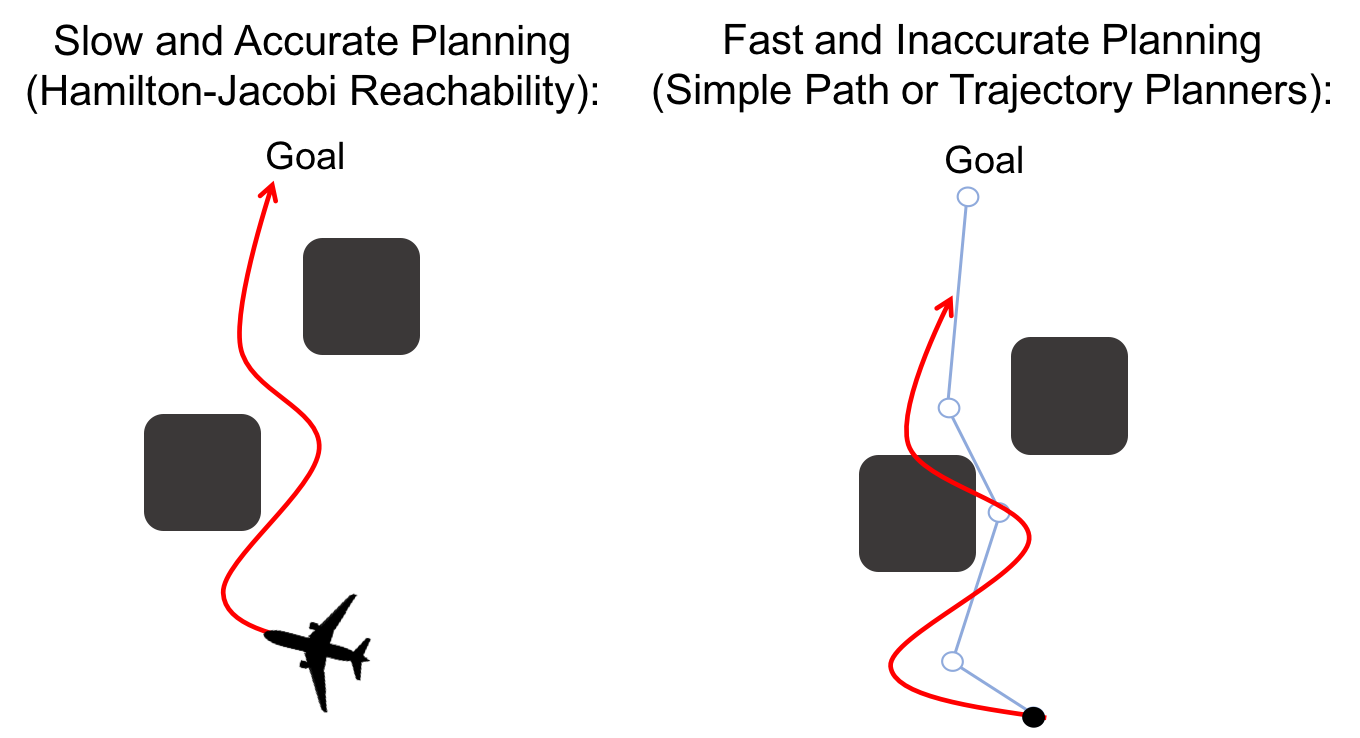 Slow and Accurate Planning
(Hamilton-Jacobi Reachability):
Goal
Fast and Inaccurate Planning
(Simple Path or Trajectory Planners):
Goal